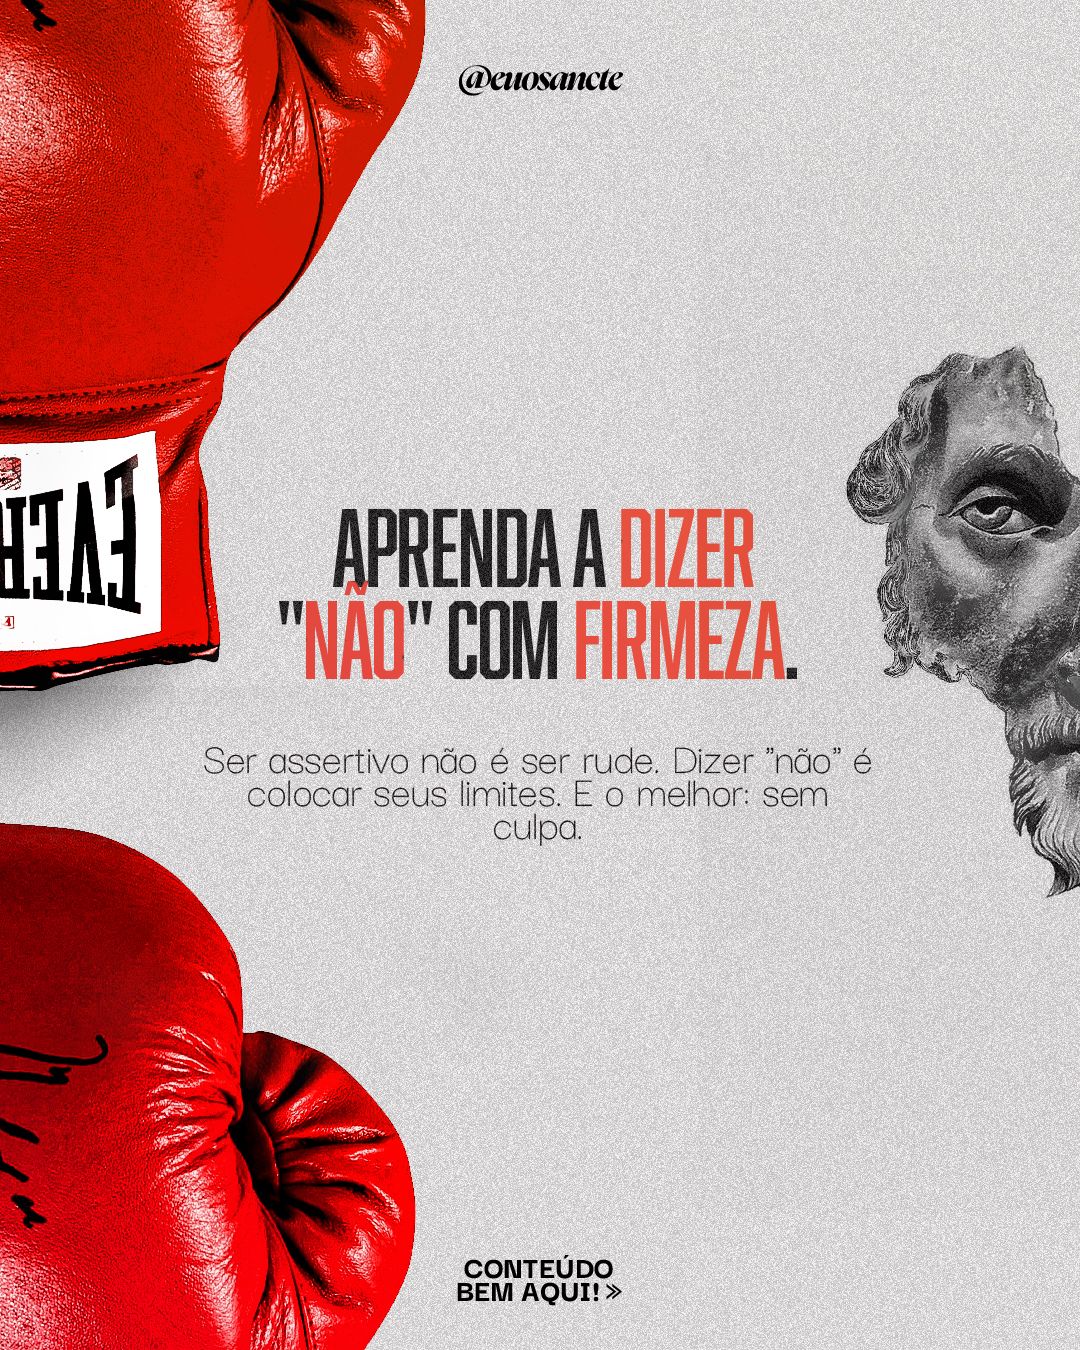 @euosancte
APRENDA A DIZER
"NÃO" COM FIRMEZA.
Ser assertivo não é ser rude. Dizer "não" é
colocar seus limites. E o melhor: sem
culpa.
EVER
CONTEÚDO
BEM AQUI! »